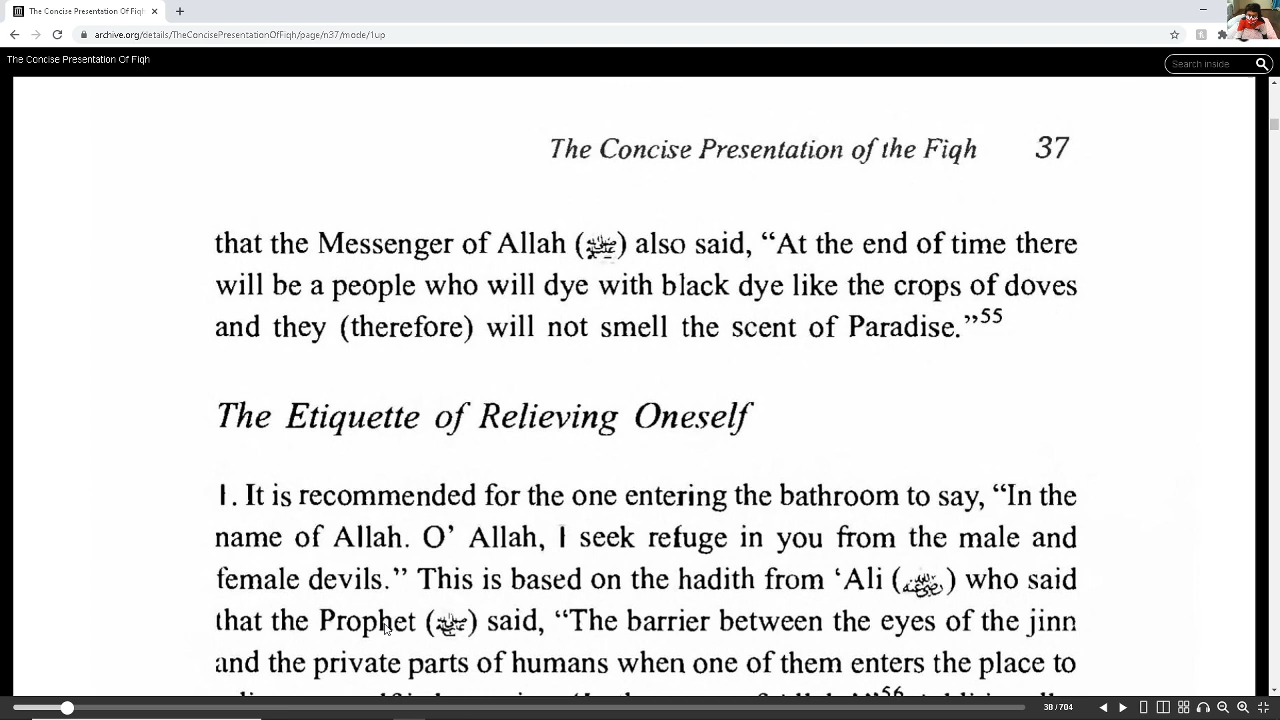 The Concise Presentation Of Fiqh
archive.org/details/TheConcisePresentationOfFiqh/page/n37/mode/1up
The Concise Presentation Of Fiqh
Search inside
The Concise Presentation of the Fiqh 37
that the Messenger of Allah (ﷺ) also said, “At the end of time there
will be a people who will dye with black dye like the crops of doves
and they (therefore) will not smell the scent of Paradise.”55
The Etiquette of Relieving Oneself
1. It is recommended for the one entering the bathroom to say, “In the
name of Allah. O’ Allah, I seek refuge in you from the male and
female devils.” This is based on the hadith from ‘Ali (رضي الله عنه) who said
that the Prophet (ﷺ) said, “The barrier between the eyes of the jinn
and the private parts of humans when one of them enters the place to
38 / 704